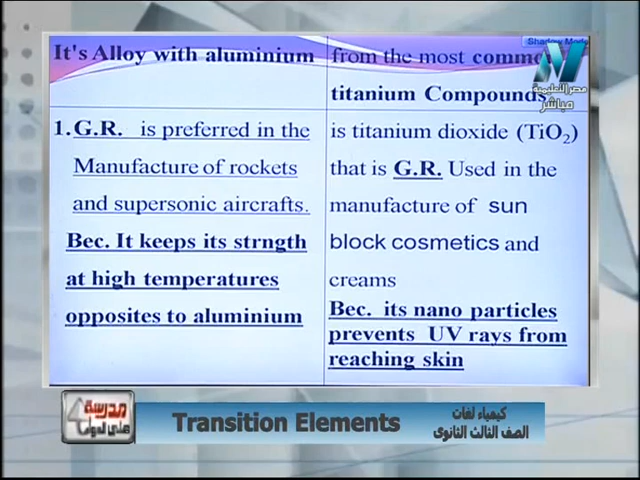 Shadow Mode
It's Alloy with aluminium
1.G.R. is preferred in the
Manufacture of rockets
and supersonic aircrafts.
Bec. It keeps its strngth
at high temperatures
opposites to aluminium
from the most common
titanium Compounds
is titanium dioxide (TiO₂)
that is G.R. Used in the
manufacture of sun
block cosmetics and
creams
Bec. its nano particles
prevents UV rays from
reaching skin
مصر التعليمية
مباشر
مدرسة
على الهواء
Transition Elements
كيمياء لغات
الصف الثالث الثانوى